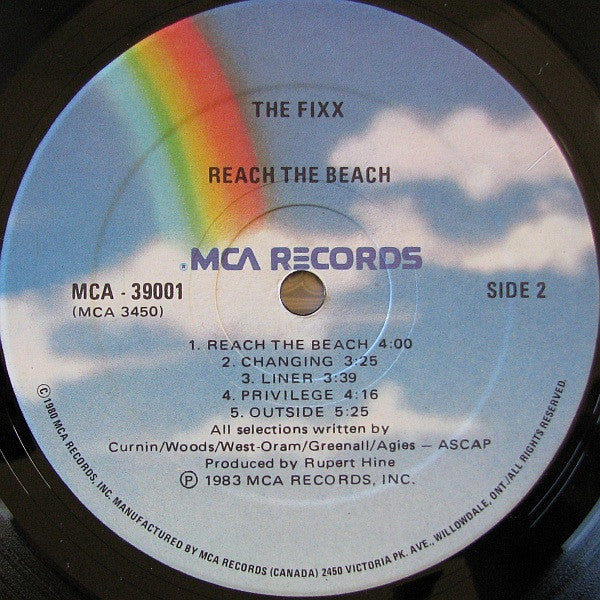 THE FIXX
REACH THE BEACH
® MCA RECORDS
MCA - 39001
(MCA 3450)
SIDE 2
1. REACH THE BEACH 4:00
2. CHANGING 3:25
3. LINER 3:39
4. PRIVILEGE 4:16
5. OUTSIDE 5:25
All selections written by
Curnin/Woods/West-Oram/Greenall/Agies — ASCAP
Produced by Rupert Hine
Ⓟ 1983 MCA RECORDS, INC.
©1980 MCA RECORDS, INC. MANUFACTURED BY MCA RECORDS (CANADA) 2450 VICTORIA PK. AVE., WILLOWDALE, ONT./ALL RIGHTS RESERVED.